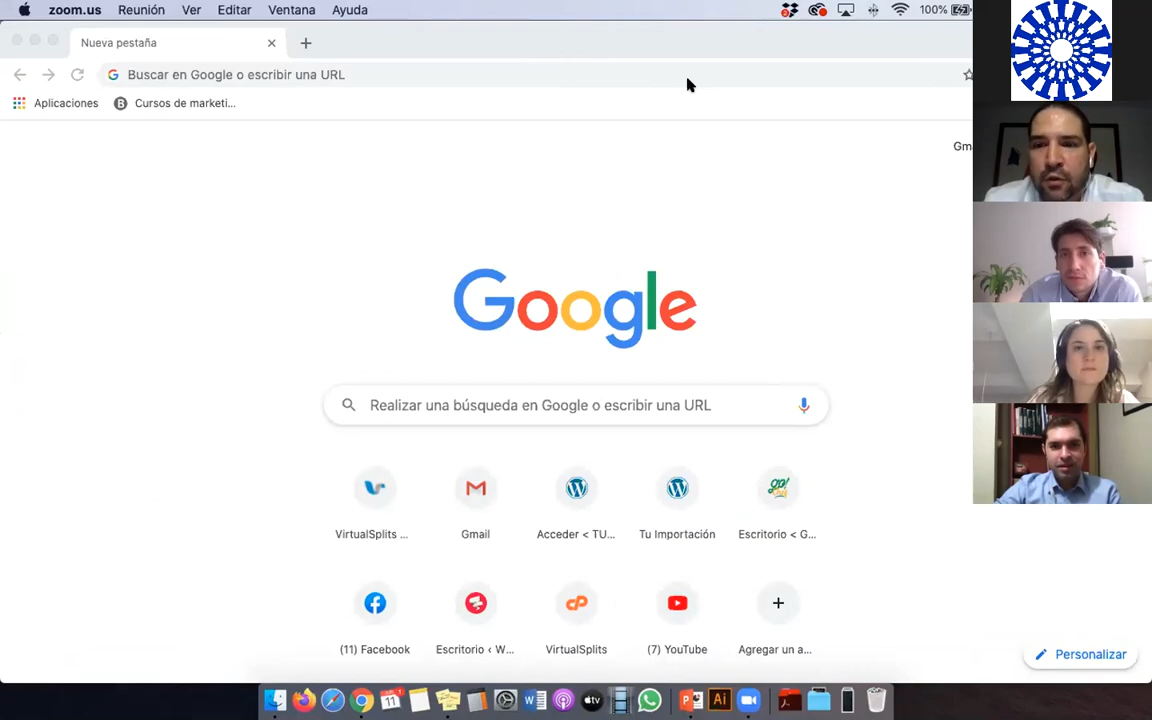 zoom.us Reunión Ver Editar Ventana Ayuda 100%
Nueva pestaña
Buscar en Google o escribir una URL
Aplicaciones Cursos de marketi...
Gm
Google
Realizar una búsqueda en Google o escribir una URL
VirtualSplits ... Gmail Acceder < TU... Tu Importación Escritorio < G...
(11) Facebook Escritorio < W... VirtualSplits (7) YouTube Agregar un a...
Personalizar